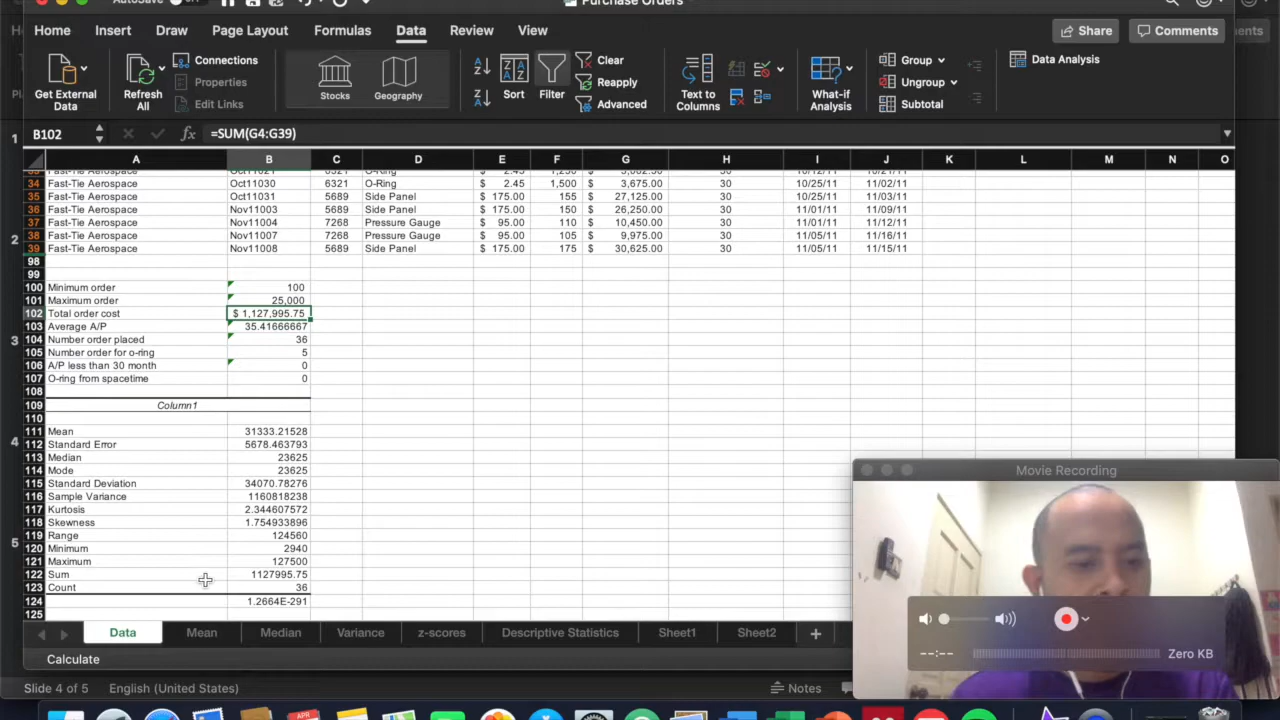 AutoSave
Purchase Orders
Home Insert Draw Page Layout Formulas Data Review View Share Comments
Get External Data
Refresh All
Connections
Properties
Edit Links
Stocks
Geography
Sort
Filter
Clear
Reapply
Advanced
Text to Columns
What-if Analysis
Group
Ungroup
Subtotal
Data Analysis
B102 fx =SUM(G4:G39)
A B C D E F G H I J K L M N O
34 Fast-Tie Aerospace Oct11030 6321 O-Ring $ 2.45 1,500 $ 3,675.00 30 10/25/11 11/02/11
35 Fast-Tie Aerospace Oct11031 5689 Side Panel $ 175.00 155 $ 27,125.00 30 10/25/11 11/03/11
36 Fast-Tie Aerospace Nov11003 5689 Side Panel $ 175.00 150 $ 26,250.00 30 11/01/11 11/09/11
37 Fast-Tie Aerospace Nov11004 7268 Pressure Gauge $ 95.00 110 $ 10,450.00 30 11/01/11 11/12/11
38 Fast-Tie Aerospace Nov11007 7268 Pressure Gauge $ 95.00 105 $ 9,975.00 30 11/05/11 11/16/11
39 Fast-Tie Aerospace Nov11008 5689 Side Panel $ 175.00 175 $ 30,625.00 30 11/05/11 11/15/11
98
99
100 Minimum order 100
101 Maximum order 25,000
102 Total order cost $ 1,127,995.75
103 Average A/P 35.41666667
104 Number order placed 36
105 Number order for o-ring 5
106 A/P less than 30 month 0
107 O-ring from spacetime 0
108
109 Column1
110
111 Mean 31333.21528
112 Standard Error 5678.463793
113 Median 23625
114 Mode 23625
115 Standard Deviation 34070.78276
116 Sample Variance 1160818238
117 Kurtosis 2.344607572
118 Skewness 1.754933896
119 Range 124560
120 Minimum 2940
121 Maximum 127500
122 Sum 1127995.75
123 Count 36
124 1.2664E-291
125
1
2
3
4
5
Movie Recording
--:-- Zero KB
Data Mean Median Variance z-scores Descriptive Statistics Sheet1 Sheet2
Calculate
Slide 4 of 5 English (United States) Notes
APR